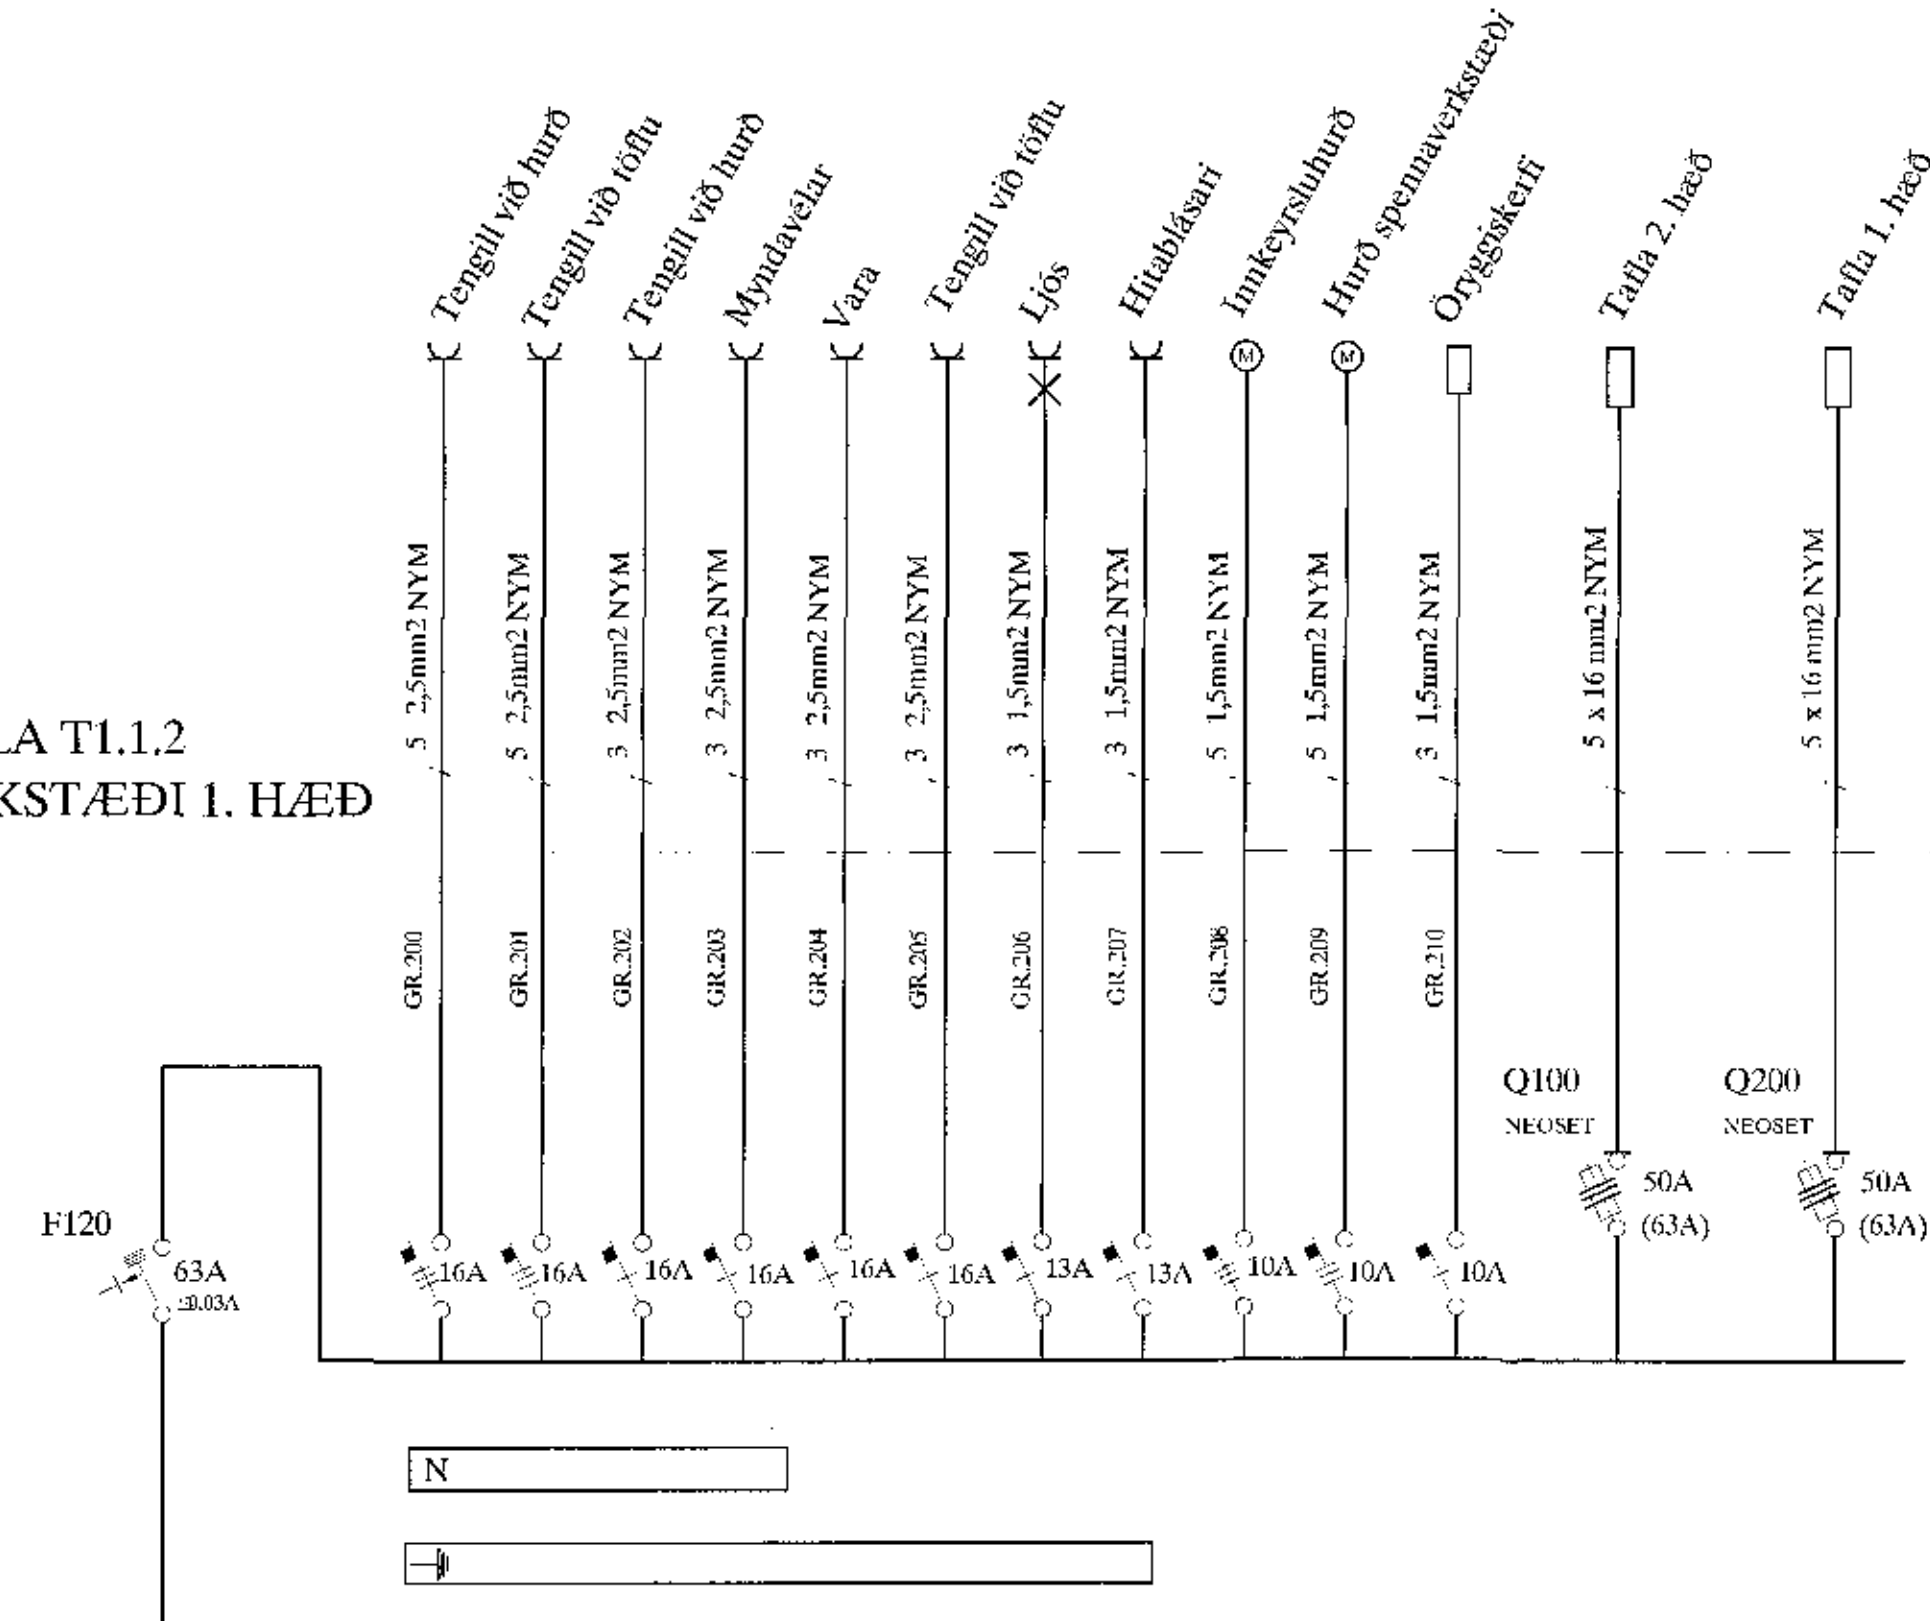 Tengill við hurð
Tengill við töflu
Tengill við hurð
Myndavélar
Vara
Tengill við töflu
Ljós
Hitablásari
Innkeyrsluhurð
Hurð spennaverkstæði
Öryggiskerfi
Tafla 2. hæð
Tafla 1. hæð
M
M
5 2,5mm2 NYM
5 2,5mm2 NYM
3 2,5mm2 NYM
3 2,5mm2 NYM
3 2,5mm2 NYM
3 2,5mm2 NYM
3 1,5mm2 NYM
3 1,5mm2 NYM
5 1,5mm2 NYM
5 1,5mm2 NYM
3 1,5mm2 NYM
5 x 16 mm2 NYM
5 x 16 mm2 NYM
LA T1.1.2
KSTÆÐI 1. HÆÐ
GR.200
GR.201
GR.202
GR.203
GR.204
GR.205
GR.206
GR.207
GR.208
GR.209
GR.210
Q100
NEOSET
Q200
NEOSET
50A
(63A)
50A
(63A)
F120
63A
0.03A
16A
16A
16A
16A
16A
16A
13A
13A
10A
10A
10A
N